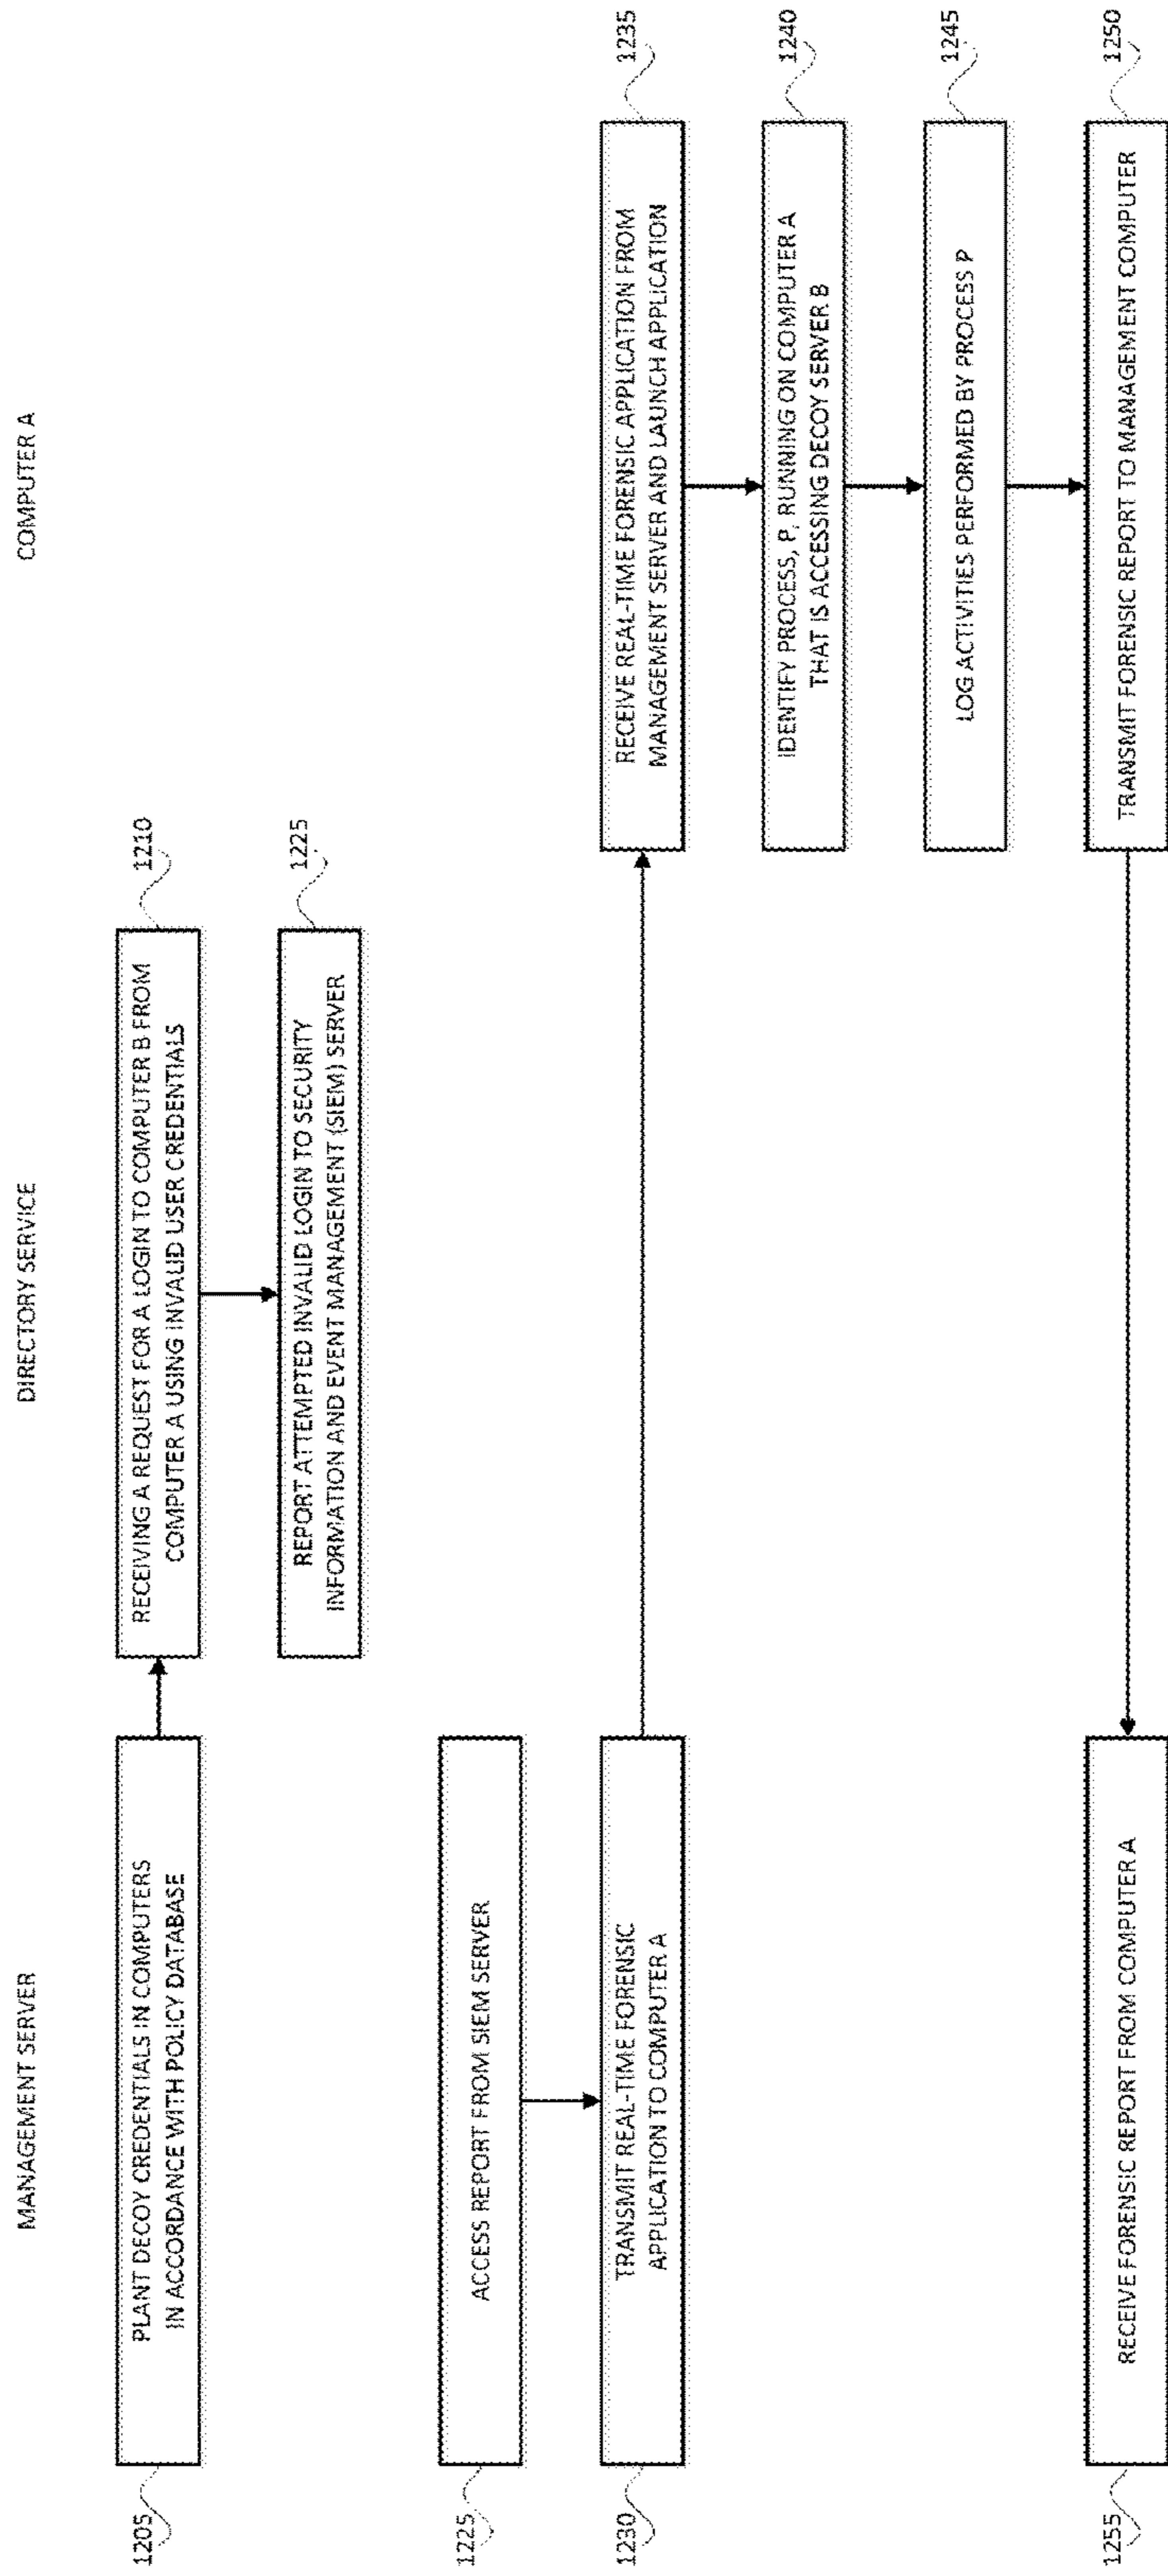 MANAGEMENT SERVER
DIRECTORY SERVICE
COMPUTER A
1205
PLANT DECOY CREDENTIALS IN COMPUTERS
IN ACCORDANCE WITH POLICY DATABASE
RECEIVING A REQUEST FOR A LOGIN TO COMPUTER B FROM
COMPUTER A USING INVALID USER CREDENTIALS
1210
REPORT ATTEMPTED INVALID LOGIN TO SECURITY
INFORMATION AND EVENT MANAGEMENT (SIEM) SERVER
1225
1225
ACCESS REPORT FROM SIEM SERVER
1230
TRANSMIT REAL-TIME FORENSIC
APPLICATION TO COMPUTER A
RECEIVE REAL-TIME FORENSIC APPLICATION FROM
MANAGEMENT SERVER AND LAUNCH APPLICATION
1235
IDENTIFY PROCESS, P, RUNNING ON COMPUTER A
THAT IS ACCESSING DECOY SERVER B
1240
LOG ACTIVITIES PERFORMED BY PROCESS P
1245
TRANSMIT FORENSIC REPORT TO MANAGEMENT COMPUTER
1250
1255
RECEIVE FORENSIC REPORT FROM COMPUTER A